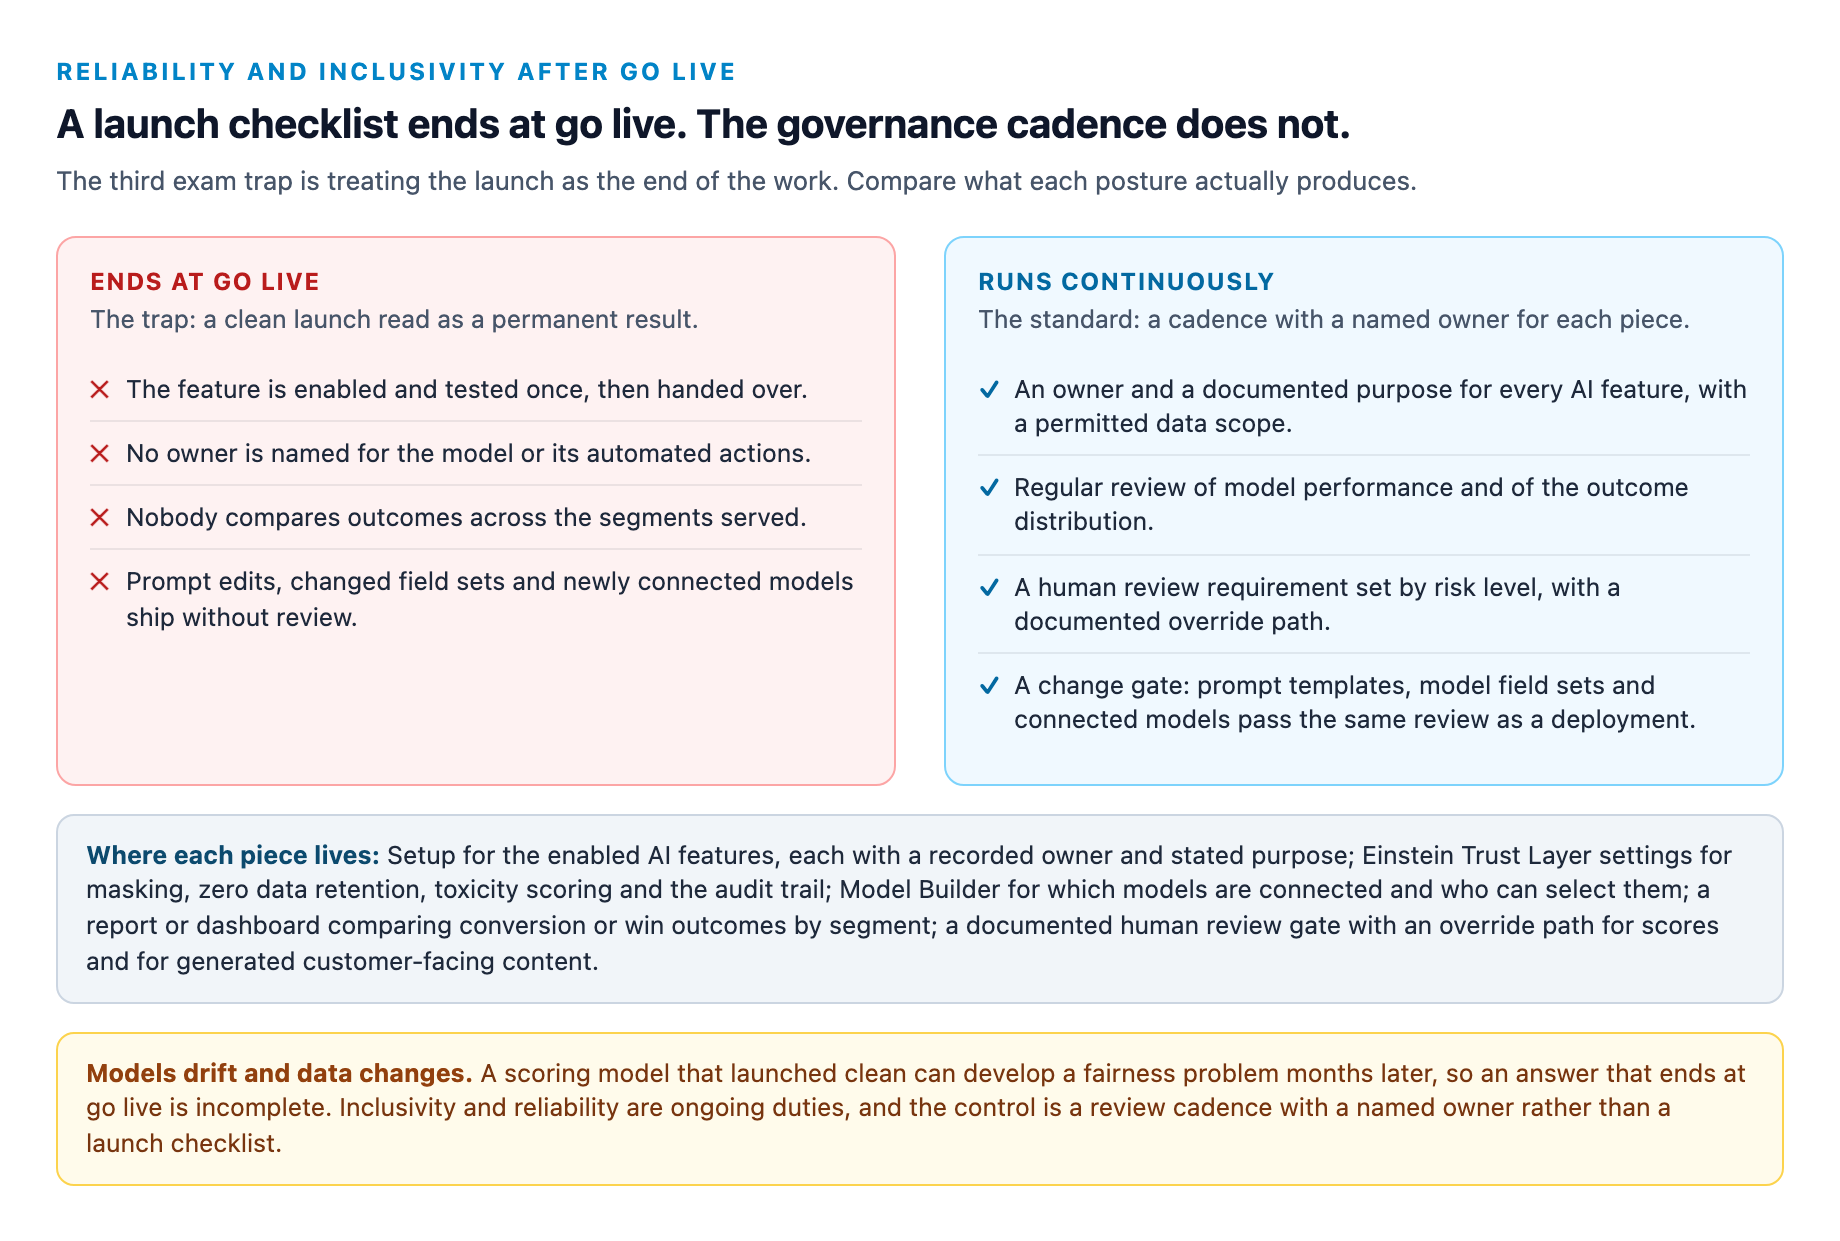 RELIABILITY AND INCLUSIVITY AFTER GO LIVE
A launch checklist ends at go live. The governance cadence does not.
The third exam trap is treating the launch as the end of the work. Compare what each posture actually produces.
ENDS AT GO LIVE
The trap: a clean launch read as a permanent result.
The feature is enabled and tested once, then handed over.
No owner is named for the model or its automated actions.
Nobody compares outcomes across the segments served.
Prompt edits, changed field sets and newly connected models
ship without review.
RUNS CONTINUOUSLY
The standard: a cadence with a named owner for each piece.
An owner and a documented purpose for every AI feature, with
a permitted data scope.
Regular review of model performance and of the outcome
distribution.
A human review requirement set by risk level, with a
documented override path.
A change gate: prompt templates, model field sets and
connected models pass the same review as a deployment.
Where each piece lives: Setup for the enabled AI features, each with a recorded owner and stated purpose; Einstein Trust Layer settings for
masking, zero data retention, toxicity scoring and the audit trail; Model Builder for which models are connected and who can select them; a
report or dashboard comparing conversion or win outcomes by segment; a documented human review gate with an override path for scores
and for generated customer-facing content.
Models drift and data changes. A scoring model that launched clean can develop a fairness problem months later, so an answer that ends at
go live is incomplete. Inclusivity and reliability are ongoing duties, and the control is a review cadence with a named owner rather than a
launch checklist.